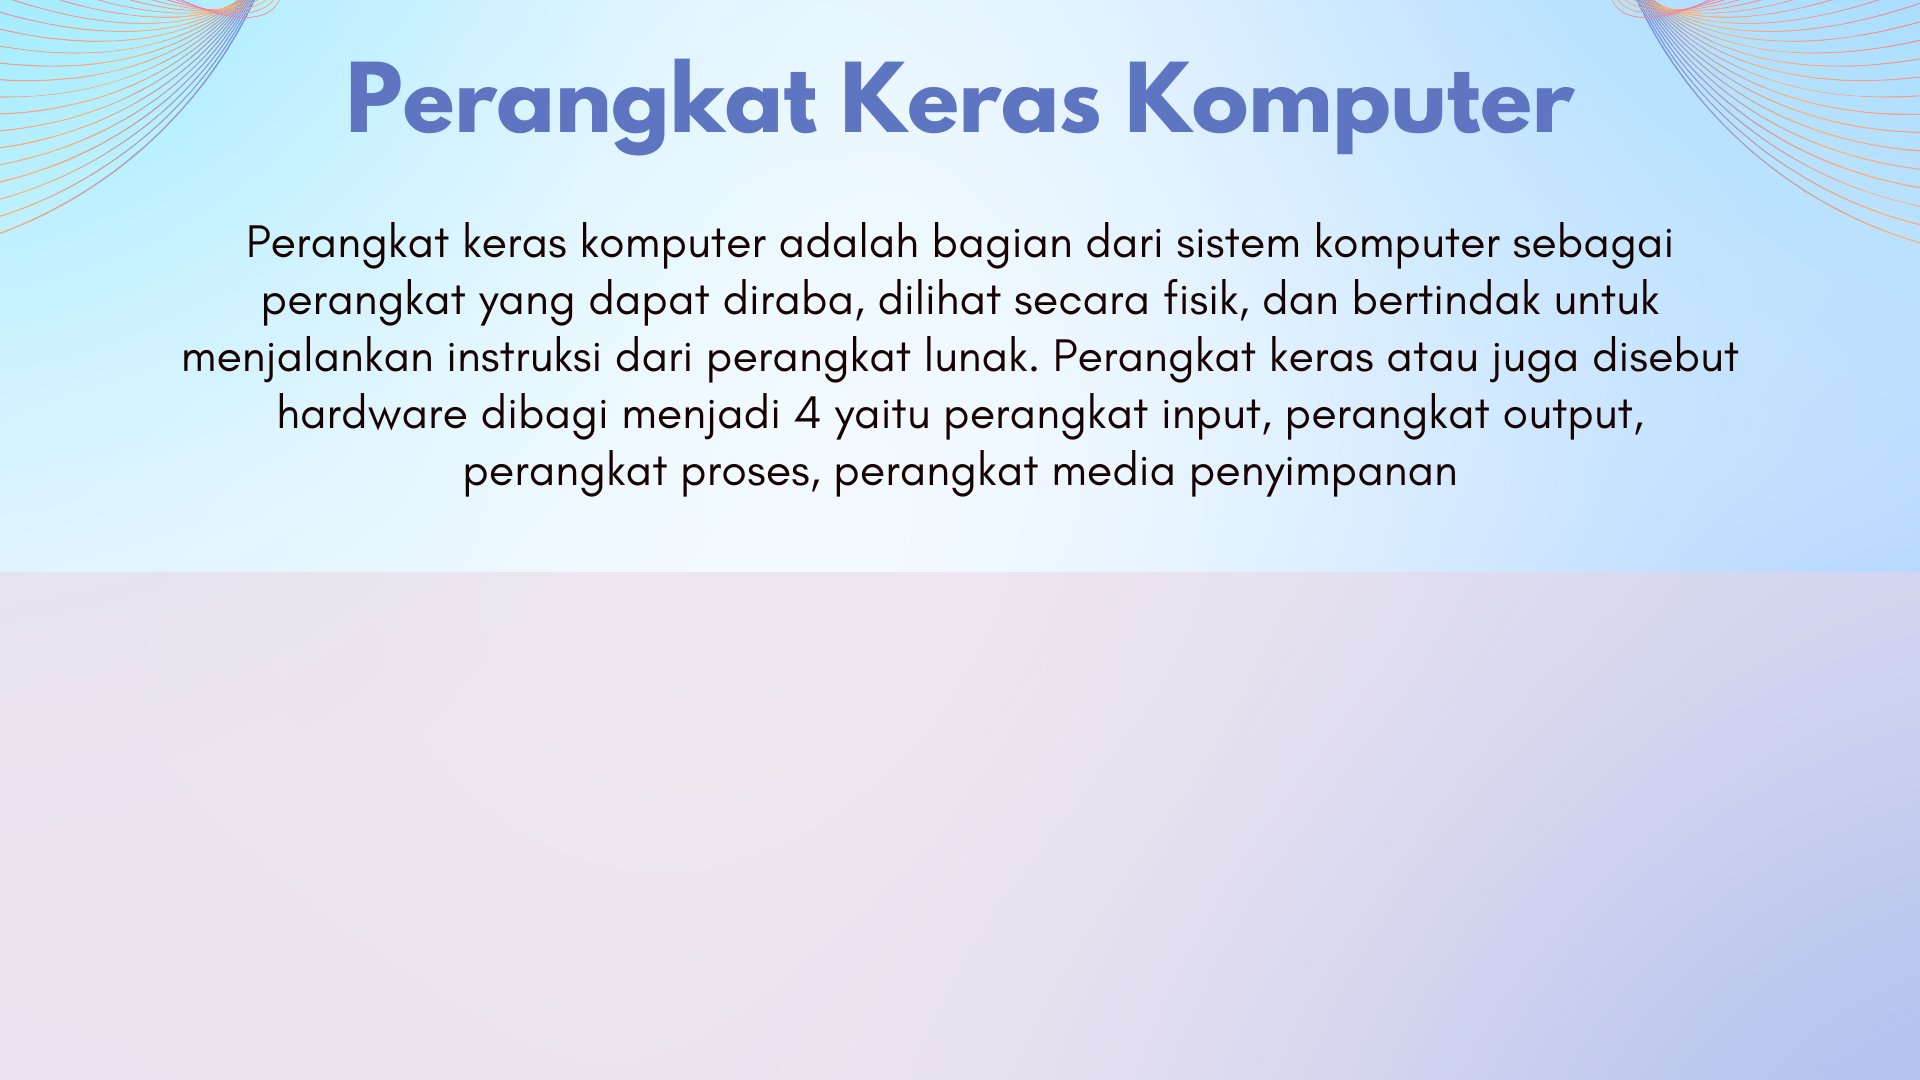 Perangkat Keras Komputer
Perangkat keras komputer adalah bagian dari sistem komputer sebagai
perangkat yang dapat diraba, dilihat secara fisik, dan bertindak untuk
menjalankan instruksi dari perangkat lunak. Perangkat keras atau juga disebut
hardware dibagi menjadi 4 yaitu perangkat input, perangkat output,
perangkat proses, perangkat media penyimpanan